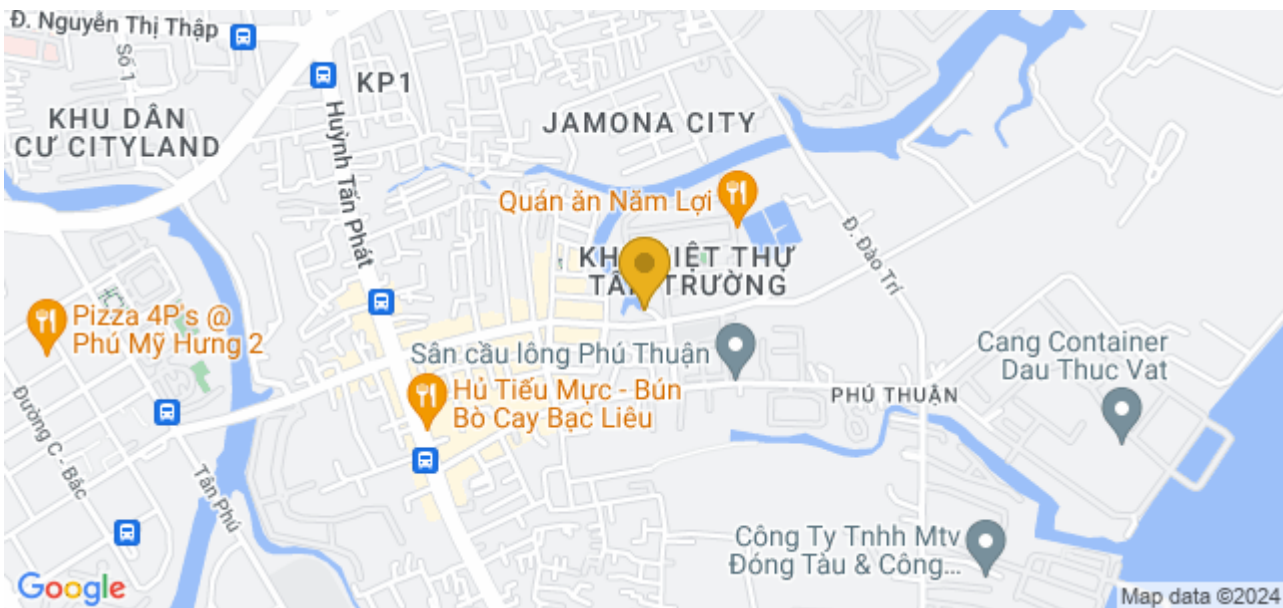 Đ. Nguyễn Thị Thập
Số 1
KP1
Huỳnh Tấn Phát
KHU DÂN
CƯ CITYLAND
JAMONA CITY
Quán ăn Năm Lợi
Đ. Đào Trí
TRƯỜNG
Pizza 4P's @
Phú Mỹ Hưng 2
Sân cầu lông Phú Thuận
Cang Container
Dau Thuc Vat
Hủ Tiếu Mực - Bún
Bò Cay Bạc Liêu
PHÚ THUẬN
Đường C - Bắc
Tân Phú
Công Ty Tnhh Mtv
Đóng Tàu & Công...
Google
Map data ©2024